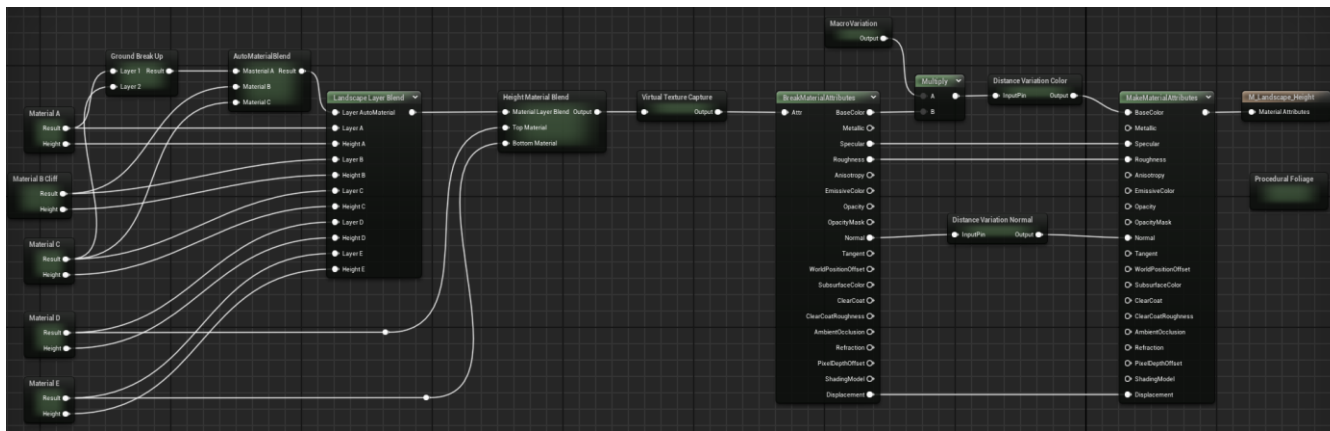 MacroVariation
Output
Ground Break Up
Layer 1 Result
Layer 2
AutoMaterialBlend
Masterial A Result
Material B
Material C
Material A
Result
Height
Material B Cliff
Result
Height
Material C
Result
Height
Material D
Result
Height
Material E
Result
Height
Landscape Layer Blend
Layer AutoMaterial
Layer A
Height A
Layer B
Height B
Layer C
Height C
Layer D
Height D
Layer E
Height E
Height Material Blend
Material Layer Blend Output
Top Material
Bottom Material
Virtual Texture Capture
Output
BreakMaterialAttributes
Attr BaseColor
Metallic
Specular
Roughness
Anisotropy
EmissiveColor
Opacity
OpacityMask
Normal
Tangent
WorldPositionOffset
SubsurfaceColor
ClearCoat
ClearCoatRoughness
AmbientOcclusion
Refraction
PixelDepthOffset
ShadingModel
Displacement
Multiply
A
B
Distance Variation Color
InputPin Output
Distance Variation Normal
InputPin Output
MakeMaterialAttributes
BaseColor
Metallic
Specular
Roughness
Anisotropy
EmissiveColor
Opacity
OpacityMask
Normal
Tangent
WorldPositionOffset
SubsurfaceColor
ClearCoat
ClearCoatRoughness
AmbientOcclusion
Refraction
PixelDepthOffset
ShadingModel
Displacement
M_Landscape_Height
Material Attributes
Procedural Foliage